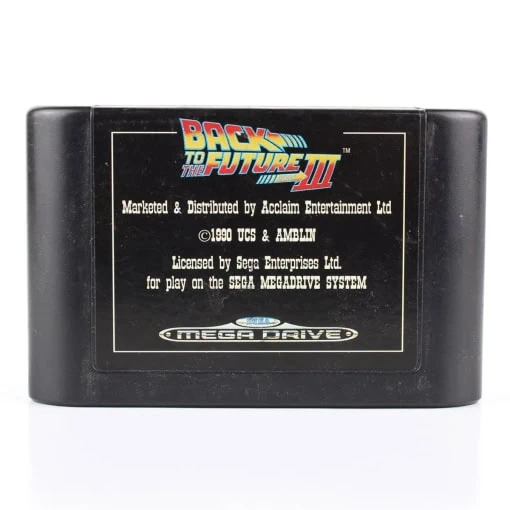 BACK
TO THE FUTURE III ™
Marketed & Distributed by Acclaim Entertainment Ltd
©1990 UCS & AMBLIN
Licensed by Sega Enterprises Ltd.
for play on the SEGA MEGADRIVE SYSTEM
SEGA
MEGA DRIVE